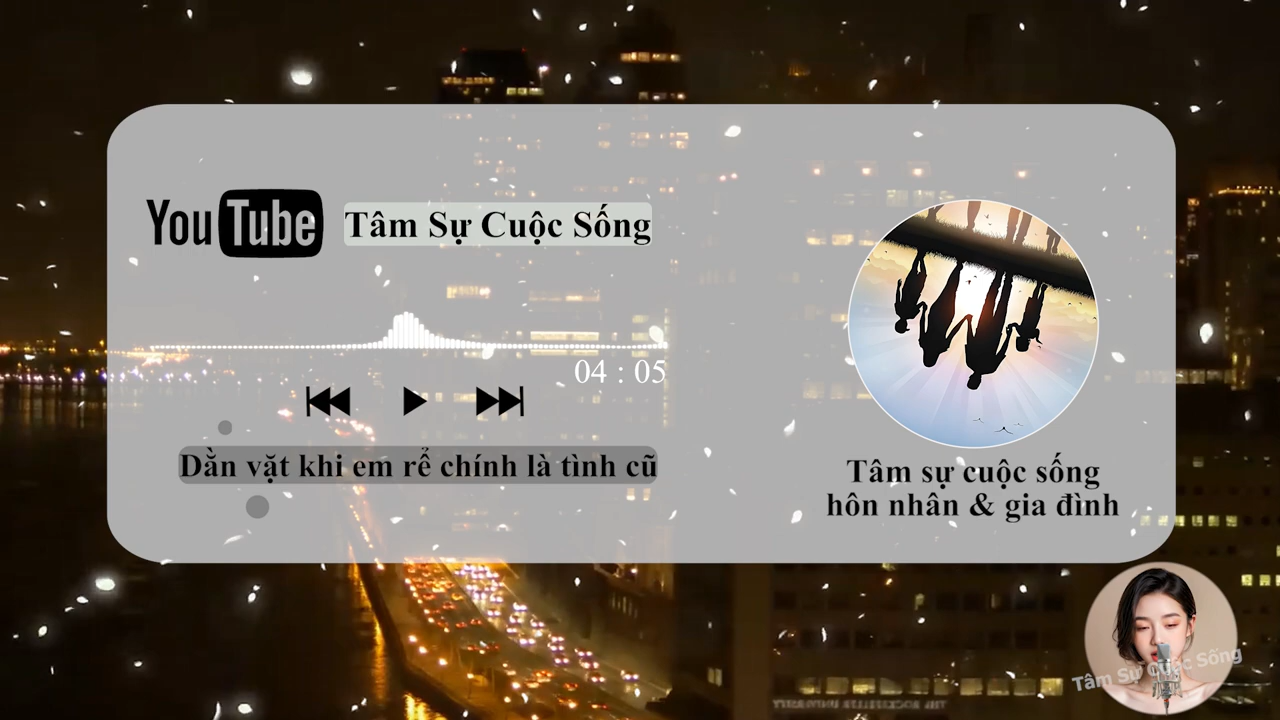 YouTube
Tâm Sự Cuộc Sống
04 : 05
Dằn vặt khi em rể chính là tình cũ
Tâm sự cuộc sống
hôn nhân & gia đình
Tâm Sự Cuộc Sống